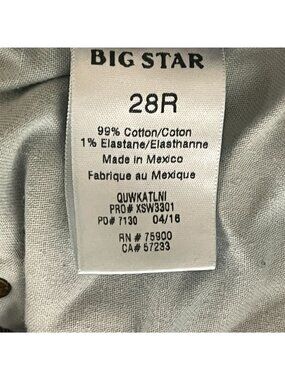 BIG STAR
28R
99% Cotton/Coton
1% Elastane/Elasthanne
Made in Mexico
Fabrique au Mexique
QUWKATLNI
PRO# XSW3301
PD# 7130 04/16
RN # 75900
CA# 57233